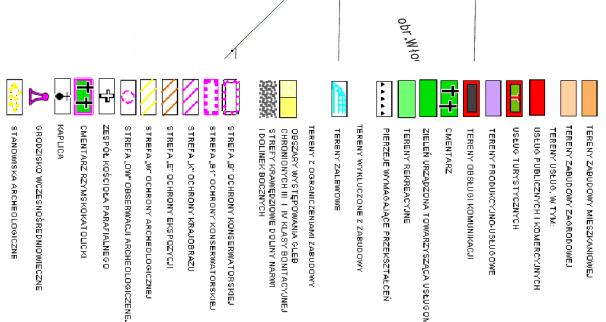 obr.Wło
TERENY ZABUDOWY MIESZKANIOWEJ
TERENY ZABUDOWY ZAGRODOWEJ
TERENY USŁUG, W TYM:
USŁUG PUBLICZNYCH I KOMERCYJNYCH
USŁUG TURYSTYCZNYCH
TERENY PRODUKCYJNO-USŁUGOWE
TERENY OBSŁUGI KOMUNIKACJI
CMENTARZ
ZIELEŃ URZĄDZONA TOWARZYSZĄCA USŁUGOM
TERENY REKREACYJNE
PIERZEJE WYMAGAJĄCE PRZEKSZTAŁCEŃ
TERENY WYKLUCZONE Z ZABUDOWY
TERENY ZALEWOWE
TERENY Z OGRANICZENIAMI ZABUDOWY
OBSZARY WYSTĘPOWANIA GLEB
CHRONIONYCH III I IV KLASY BONITACYJNEJ
STREFY KRAWĘDZIOWE DOLINY NARWI
I DOLINEK BOCZNYCH
STREFA „B" OCHRONY KONSERWATORSKIEJ
STREFA „B1" OCHRONY KONSERWATORSKIEJ
STREFA „K" OCHRONY KRAJOBRAZU
STREFA „E" OCHRONY EKSPOZYCJI
STREFA „W" OCHRONY ARCHEOLOGICZNEJ
STREFA „OW" OBSERWACJI ARCHEOLOGICZNEJ
ZESPÓŁ KOŚCIOŁA PARAFIALNEGO
CMENTARZ RZYMSKOKATOLICKI
KAPLICA
GRODZISKO WCZESNOŚREDNIOWIECZNE
STANOWISKA ARCHEOLOGICZNE